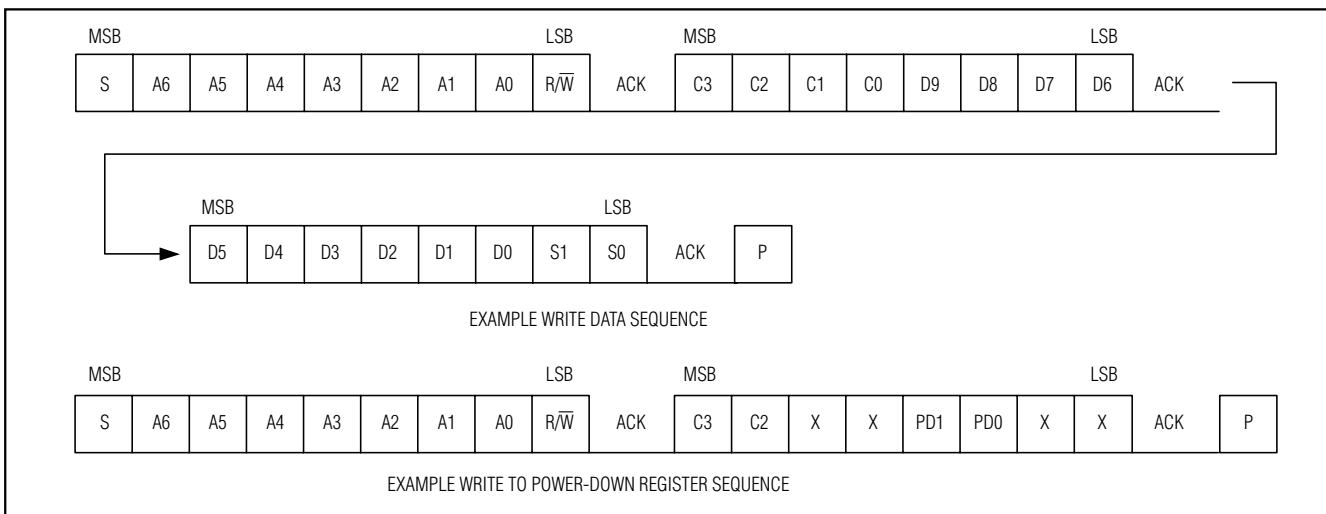 MSB LSB MSB LSB
S A6 A5 A4 A3 A2 A1 A0 R/W̅ ACK C3 C2 C1 C0 D9 D8 D7 D6 ACK
MSB LSB
D5 D4 D3 D2 D1 D0 S1 S0 ACK P
EXAMPLE WRITE DATA SEQUENCE
MSB LSB MSB LSB
S A6 A5 A4 A3 A2 A1 A0 R/W̅ ACK C3 C2 X X PD1 PD0 X X ACK P
EXAMPLE WRITE TO POWER-DOWN REGISTER SEQUENCE